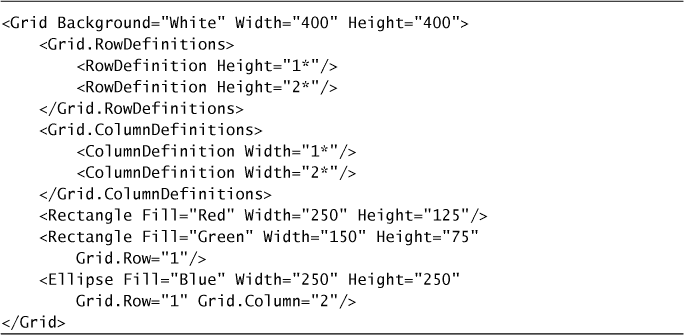 <Grid Background="White" Width="400" Height="400">
    <Grid.RowDefinitions>
        <RowDefinition Height="1*"/>
        <RowDefinition Height="2*"/>
    </Grid.RowDefinitions>
    <Grid.ColumnDefinitions>
        <ColumnDefinition Width="1*"/>
        <ColumnDefinition Width="2*"/>
    </Grid.ColumnDefinitions>
    <Rectangle Fill="Red" Width="250" Height="125"/>
    <Rectangle Fill="Green" Width="150" Height="75"
        Grid.Row="1"/>
    <Ellipse Fill="Blue" Width="250" Height="250"
        Grid.Row="1" Grid.Column="2"/>
</Grid>